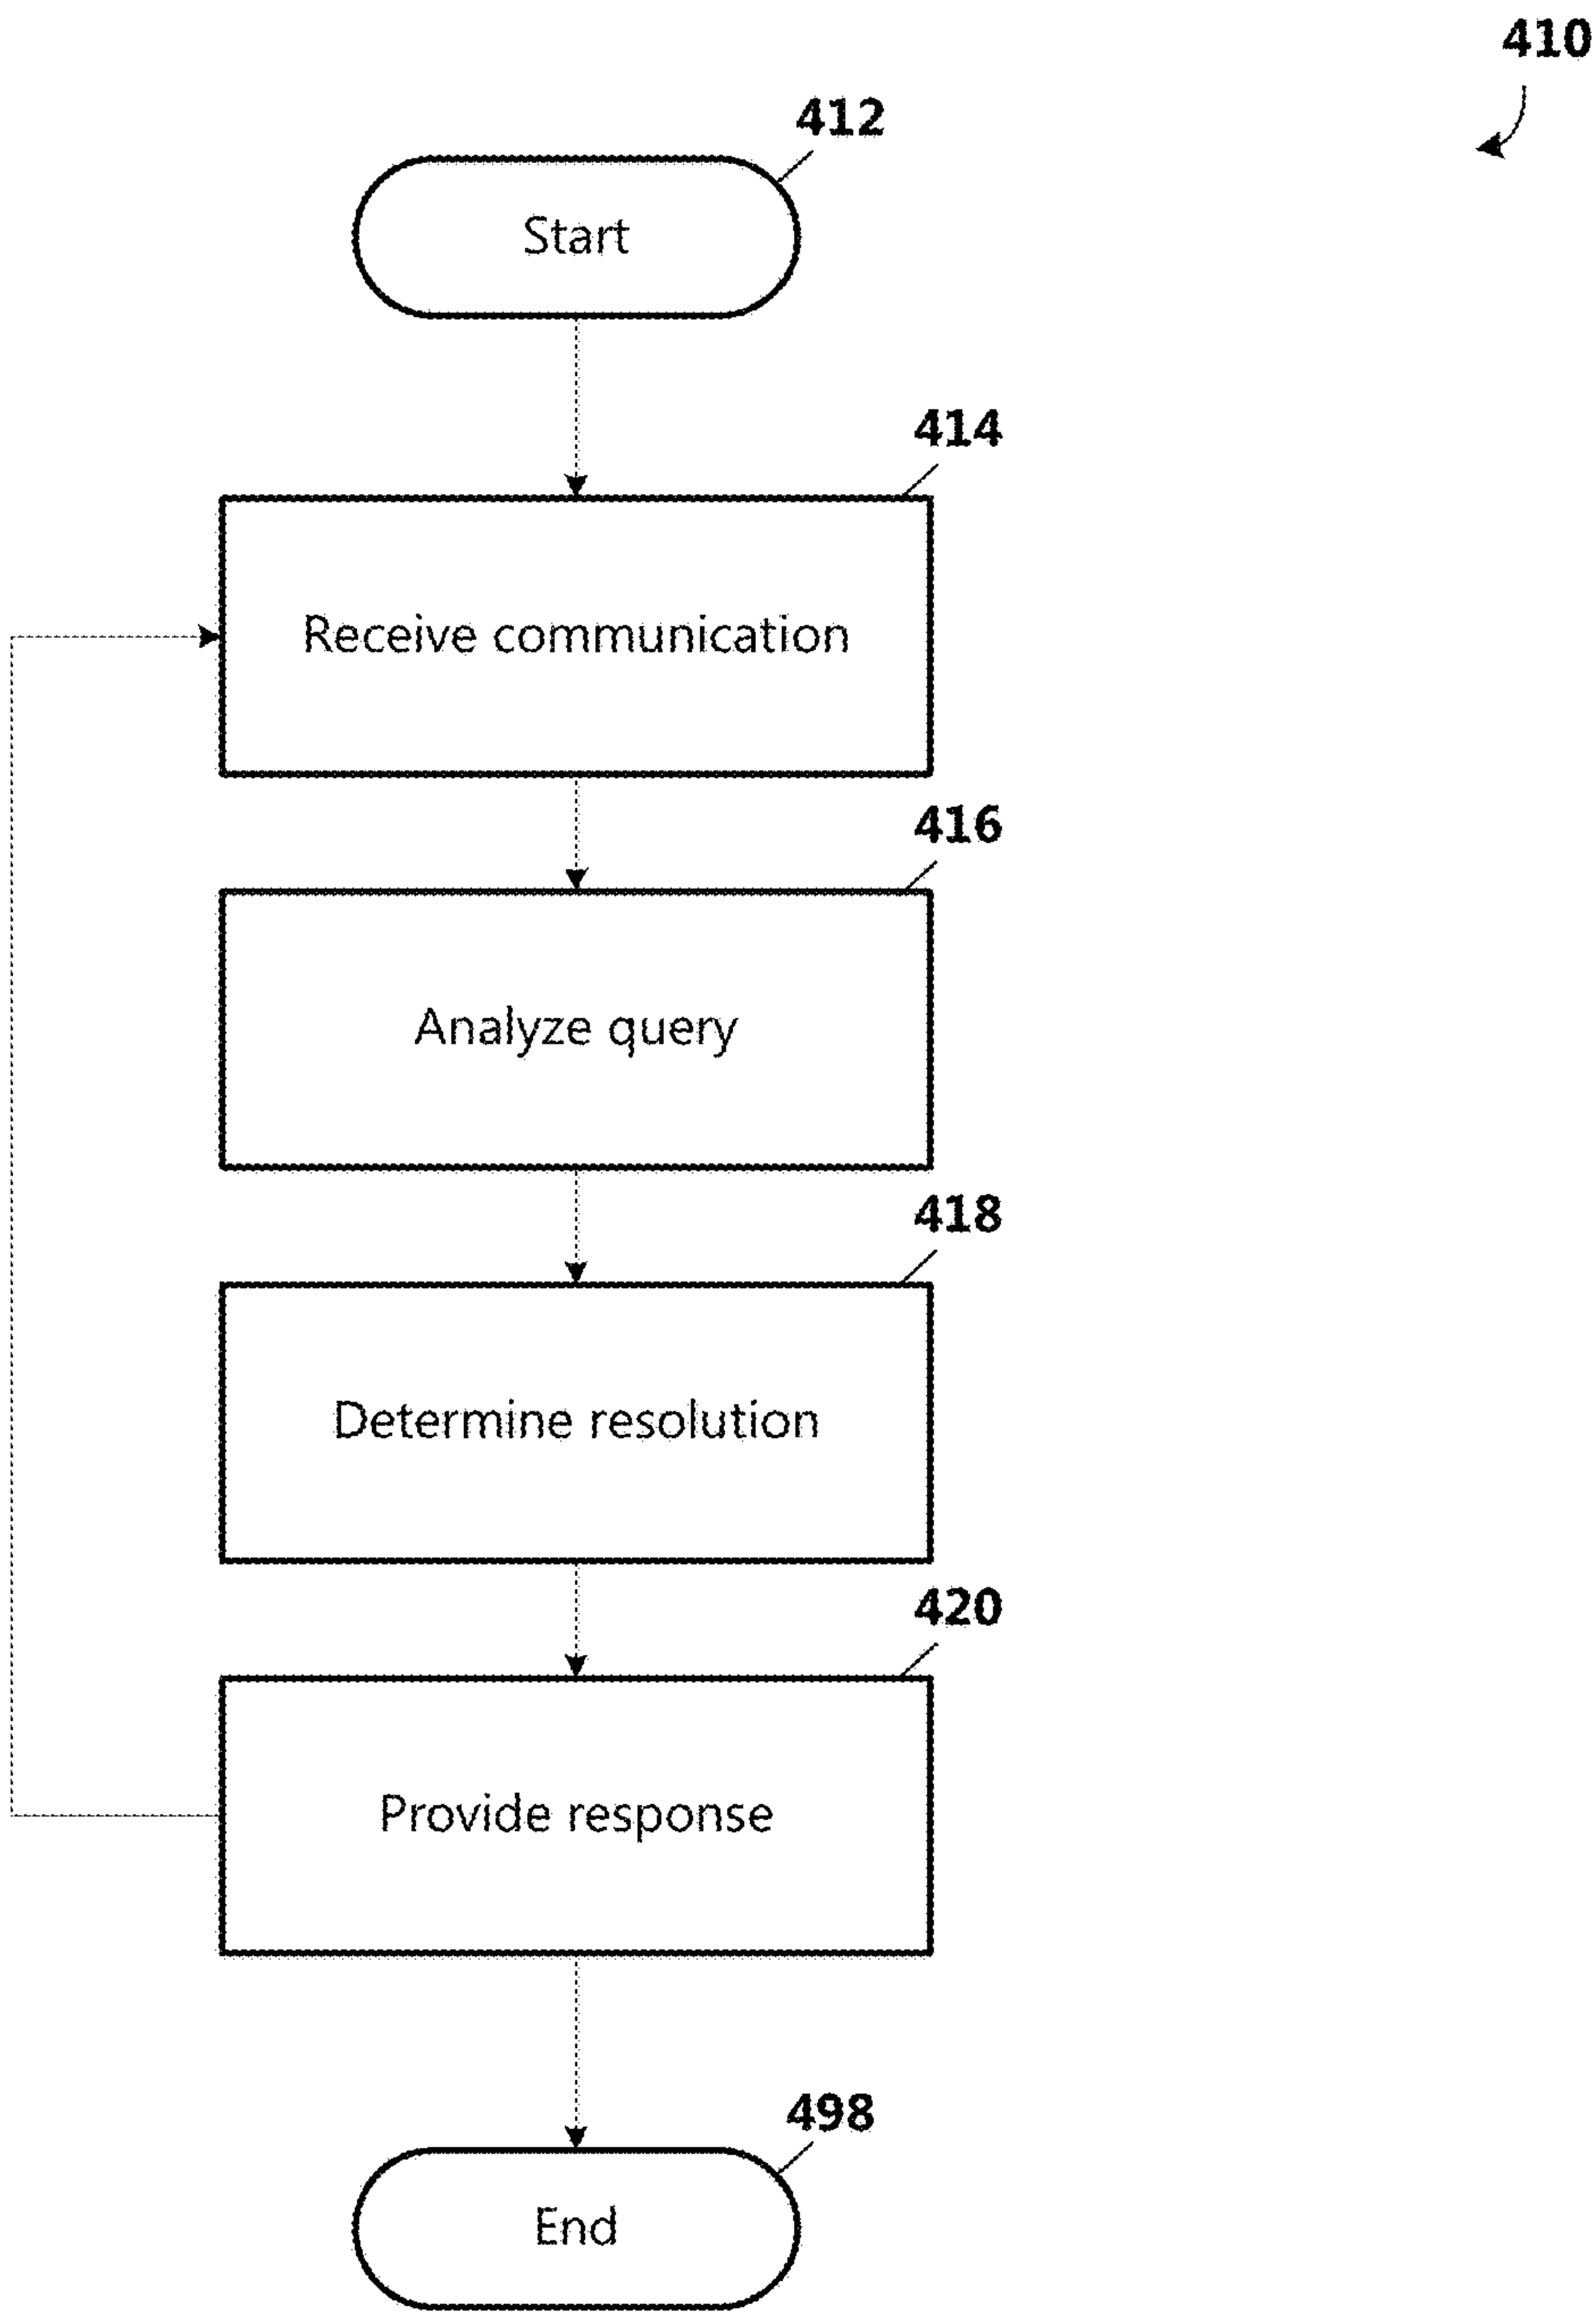 410
412
Start
414
Receive communication
416
Analyze query
418
Determine resolution
420
Provide response
498
End